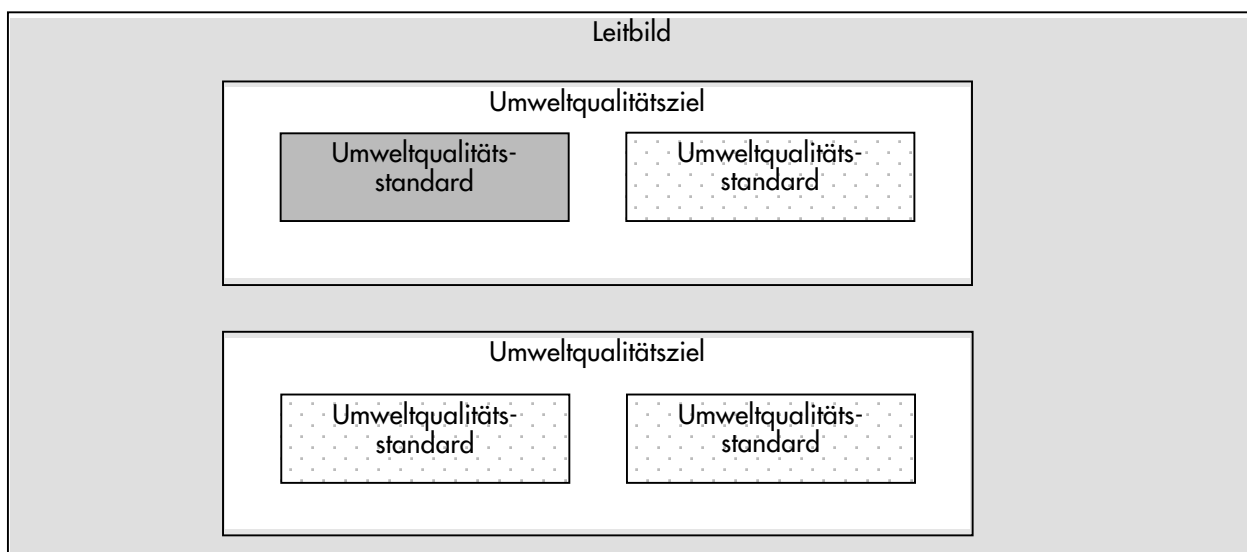 Leitbild
Umweltqualitätsziel
Umweltqualitäts-
standard
Umweltqualitäts-
standard
Umweltqualitätsziel
Umweltqualitäts-
standard
Umweltqualitäts-
standard